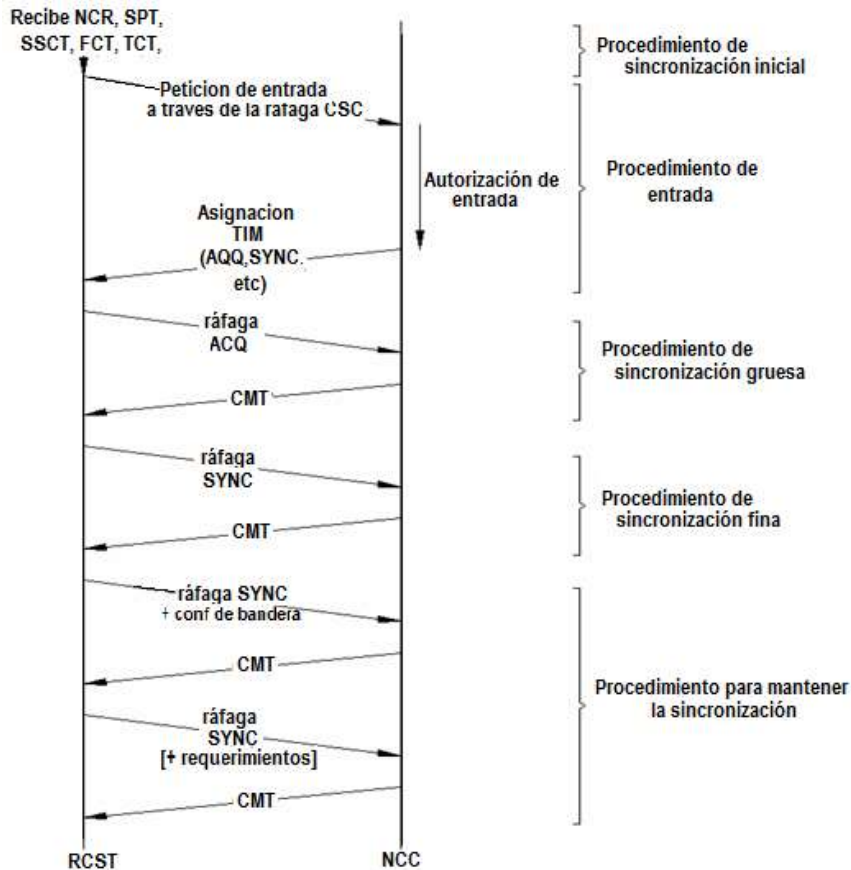 Recibe NCR, SPT,
SSCT, FCT, TCT,
Procedimiento de
sincronización inicial
Peticion de entrada
a traves de la rafaga CSC
Autorización de
entrada
Procedimiento de
entrada
Asignacion
TIM
(AQQ,SYNC.
etc)
ráfaga
ACQ
Procedimiento de
sincronización gruesa
CMT
ráfaga
SYNC
Procedimiento de
sincronización fina
CMT
ráfaga SYNC
+ conf de bandera
CMT
Procedimiento para mantener
la sincronización
ráfaga
SYNC
[+ requerimientos]
CMT
RCST
NCC